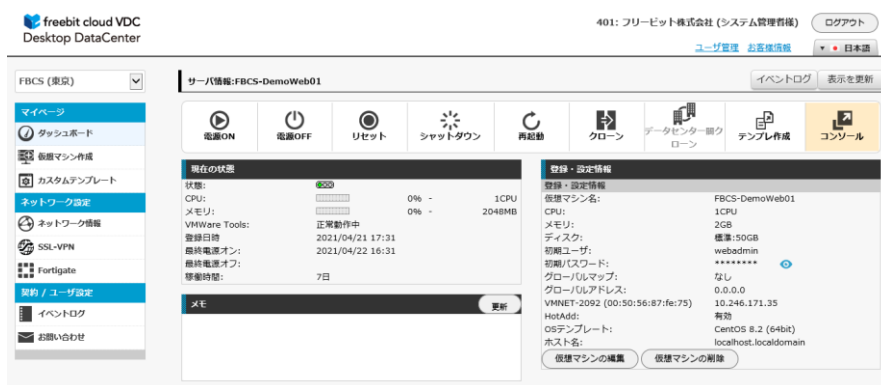 freebit cloud VDC
Desktop DataCenter
401: フリービット株式会社 (システム管理者様)
ログアウト
ユーザ管理 お客様情報
日本語
FBCS (東京)
サーバ情報:FBCS-DemoWeb01
イベントログ 表示を更新
マイページ
ダッシュボード
仮想マシン作成
カスタムテンプレート
ネットワーク設定
ネットワーク情報
SSL-VPN
Fortigate
契約 / ユーザ設定
イベントログ
お問い合わせ
電源ON
電源OFF
リセット
シャットダウン
再起動
クローン
データセンター間ク
ローン
テンプレ作成
コンソール
現在の状態
状態:
CPU: 0% - 1CPU
メモリ: 0% - 2048MB
VMWare Tools: 正常動作中
登録日時 2021/04/21 17:31
最終電源オン: 2021/04/22 16:31
最終電源オフ:
稼働時間: 7日
メモ
更新
登録・設定情報
登録・設定情報
仮想マシン名: FBCS-DemoWeb01
CPU: 1CPU
メモリ: 2GB
ディスク: 標準:50GB
初期ユーザ: webadmin
初期パスワード: ********
グローバルマップ: なし
グローバルアドレス: 0.0.0.0
VMNET-2092 (00:50:56:87:fe:75) 10.246.171.35
HotAdd: 有効
OSテンプレート: CentOS 8.2 (64bit)
ホスト名: localhost.localdomain
仮想マシンの編集 仮想マシンの削除